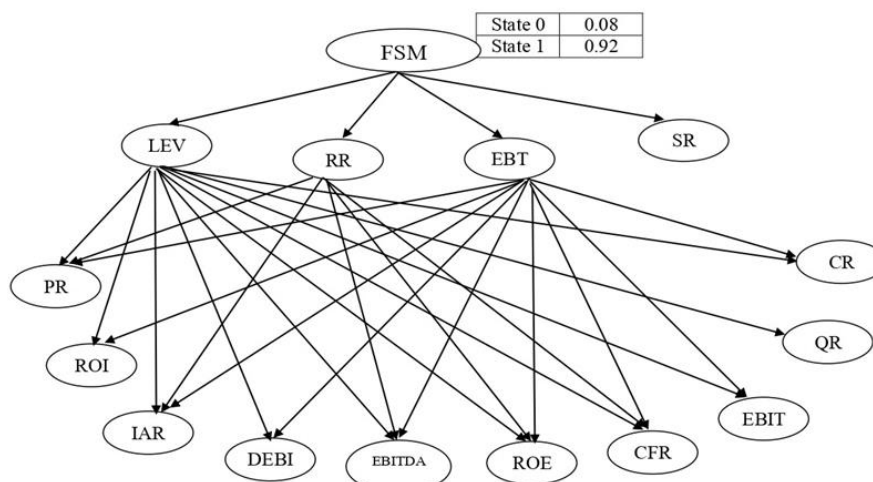 State 0 0.08
State 1 0.92
FSM
LEV
RR
EBT
SR
PR
CR
ROI
QR
IAR
DEBI
EBITDA
ROE
CFR
EBIT